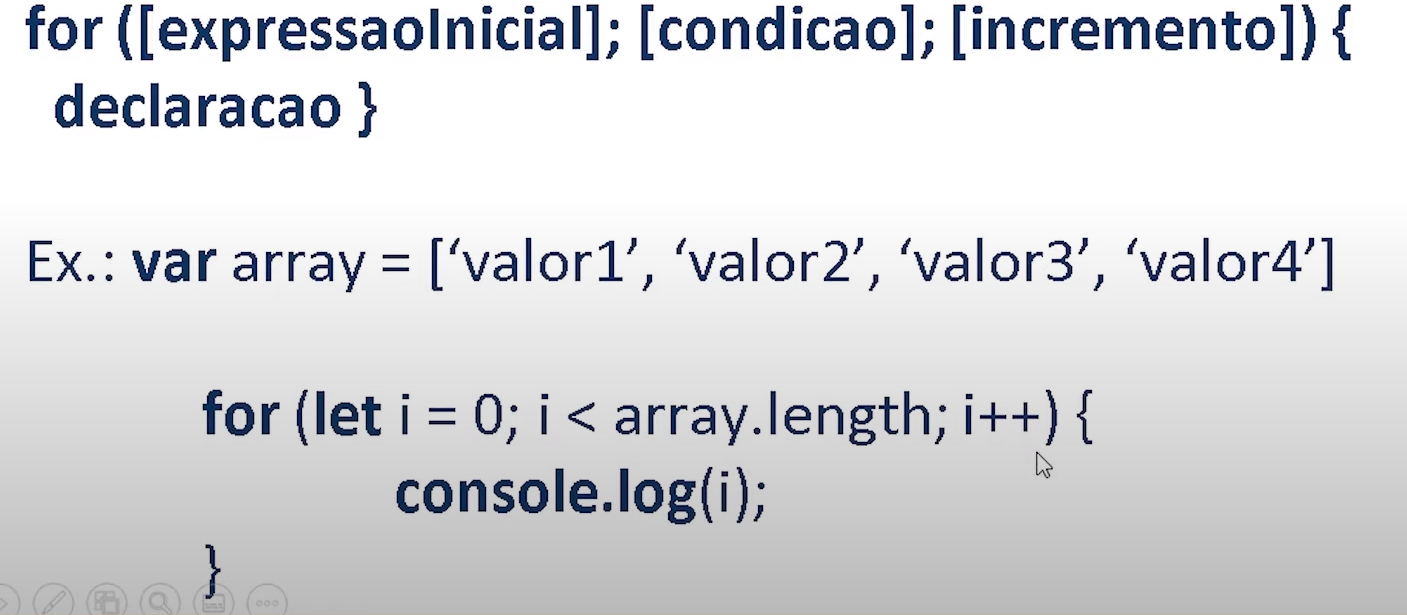 for ([expressaoInicial]; [condicao]; [incremento]) {
declaracao }
Ex.: var array = [‘valor1’, ‘valor2’, ‘valor3’, ‘valor4’]
for (let i = 0; i < array.length; i++) {
console.log(i);
}